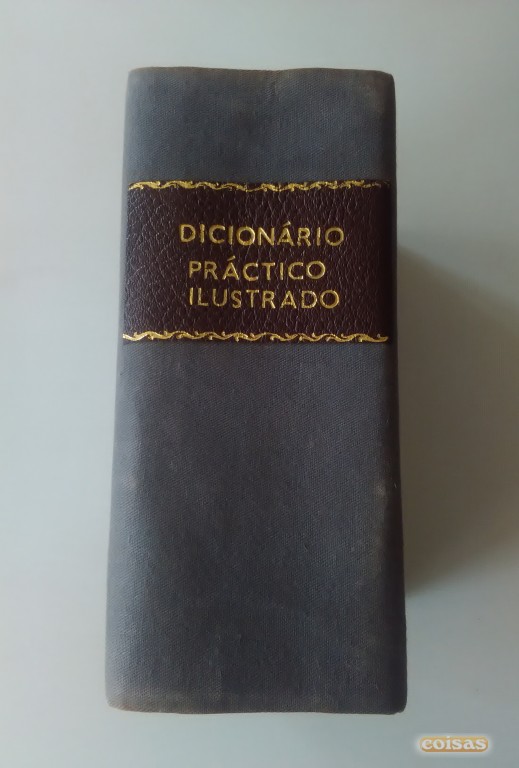 DICIONÁRIO
PRÁCTICO
ILUSTRADO
coisas